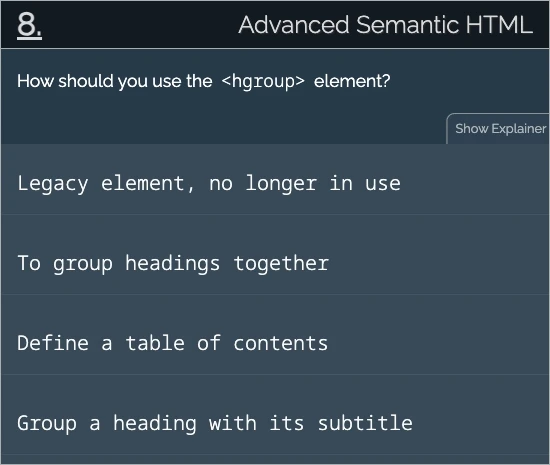 8.
Advanced Semantic HTML
How should you use the <hgroup> element?
Show Explainer
Legacy element, no longer in use
To group headings together
Define a table of contents
Group a heading with its subtitle